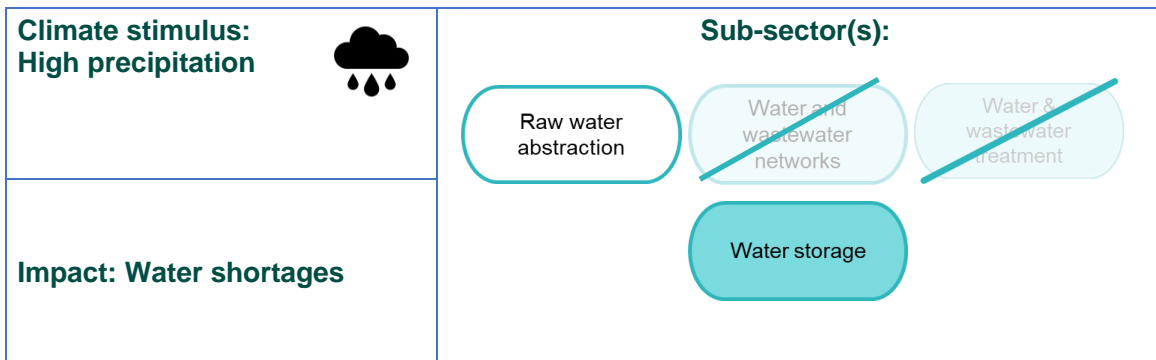 Climate stimulus:
High precipitation
Impact: Water shortages
Sub-sector(s):
Raw water
abstraction
Water and
wastewater
networks
Water &
wastewater
treatment
Water storage